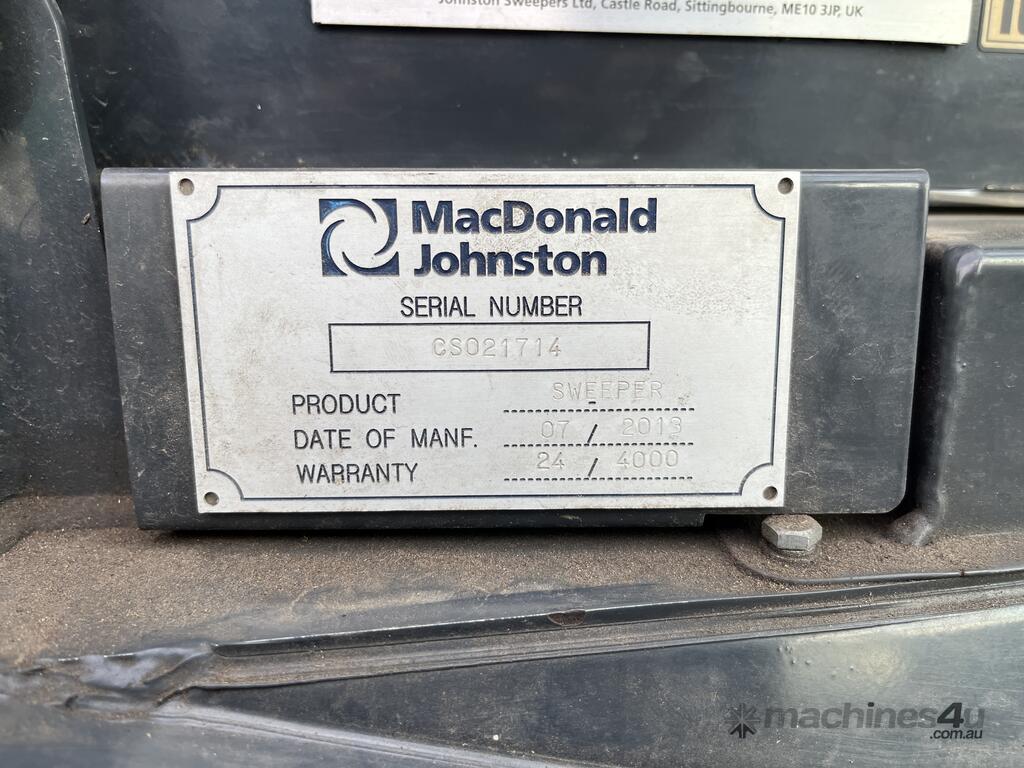 Johnston Sweepers Ltd, Castle Road, Sittingbourne, ME10 3JP, UK
MacDonald
Johnston
SERIAL NUMBER
CS021714
PRODUCT SWEEPER
DATE OF MANF. 07 / 2013
WARRANTY 24 / 4000
machines4u
.com.au